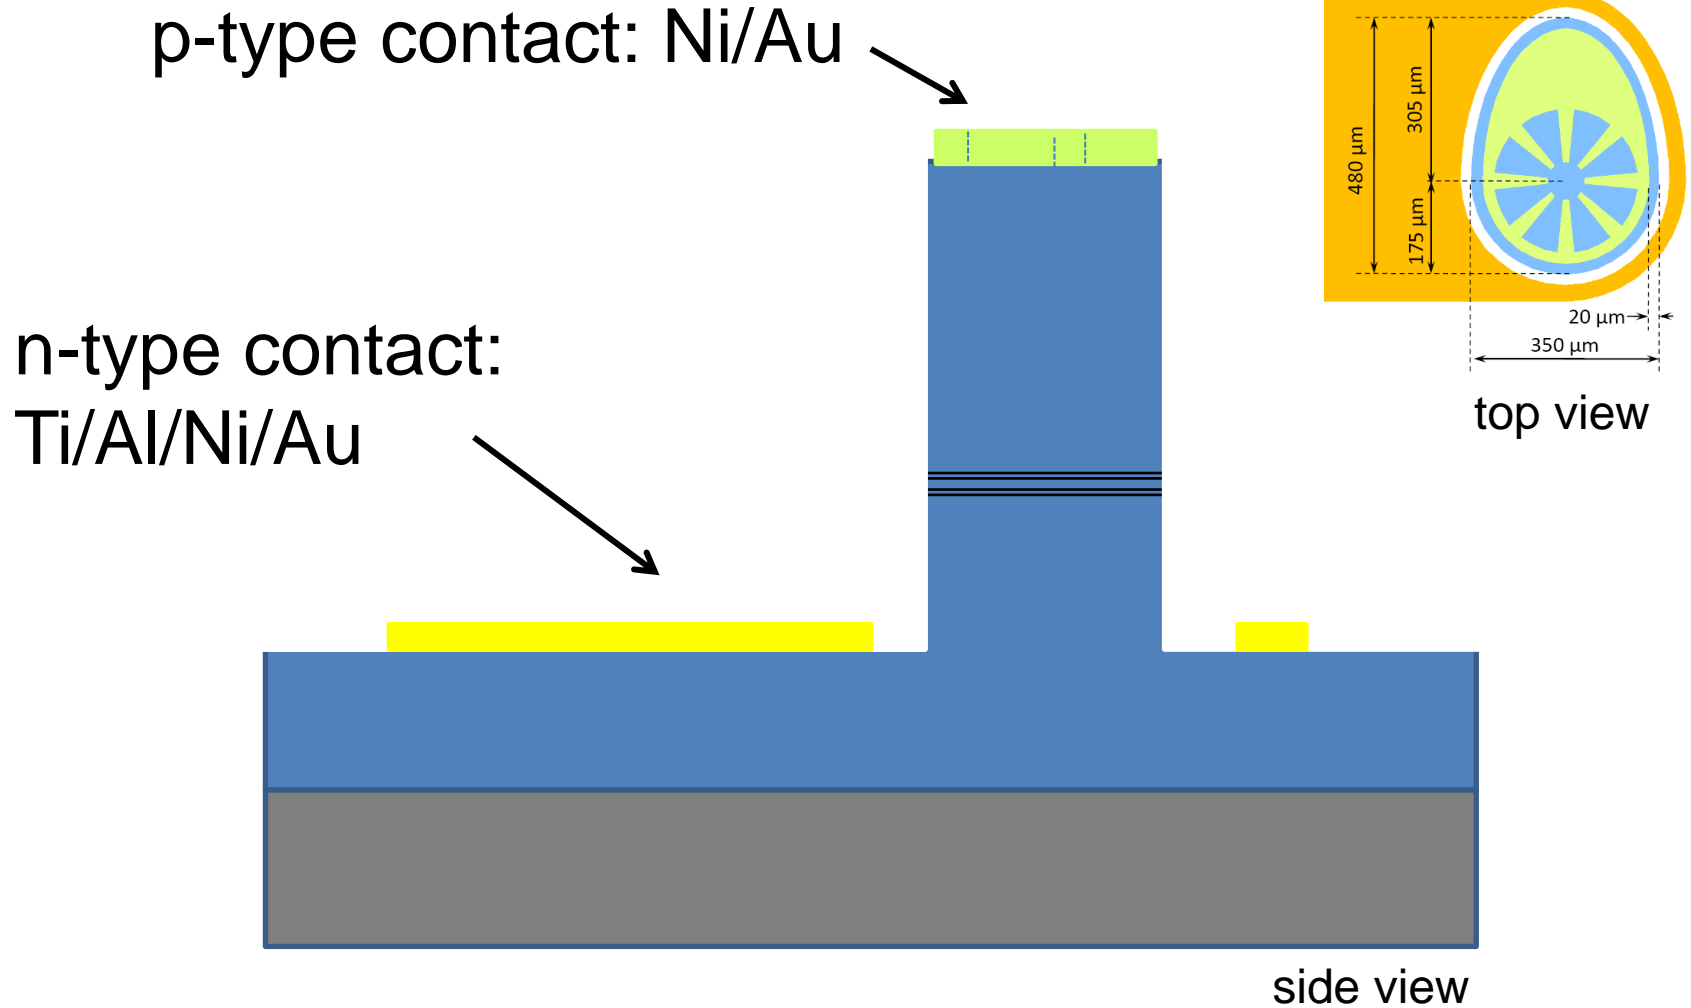 p-type contact: Ni/Au
480 µm
305 µm
175 µm
20 µm
350 µm
top view
n-type contact:
Ti/Al/Ni/Au
side view